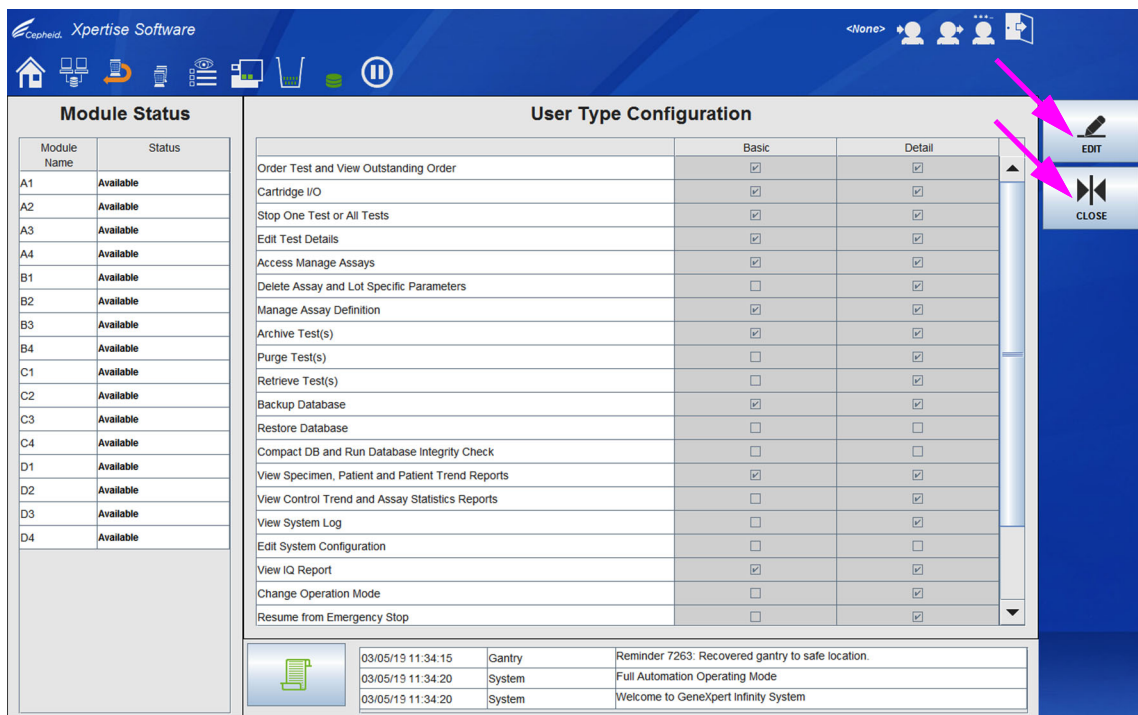 Cepheid. Xpertise Software
<None>
Module Status
Module Name Status
A1 Available
A2 Available
A3 Available
A4 Available
B1 Available
B2 Available
B3 Available
B4 Available
C1 Available
C2 Available
C3 Available
C4 Available
D1 Available
D2 Available
D3 Available
D4 Available
User Type Configuration
Basic Detail
Order Test and View Outstanding Order
Cartridge I/O
Stop One Test or All Tests
Edit Test Details
Access Manage Assays
Delete Assay and Lot Specific Parameters
Manage Assay Definition
Archive Test(s)
Purge Test(s)
Retrieve Test(s)
Backup Database
Restore Database
Compact DB and Run Database Integrity Check
View Specimen, Patient and Patient Trend Reports
View Control Trend and Assay Statistics Reports
View System Log
Edit System Configuration
View IQ Report
Change Operation Mode
Resume from Emergency Stop
EDIT
CLOSE
03/05/19 11:34:15 Gantry Reminder 7263: Recovered gantry to safe location.
03/05/19 11:34:20 System Full Automation Operating Mode
03/05/19 11:34:20 System Welcome to GeneXpert Infinity System